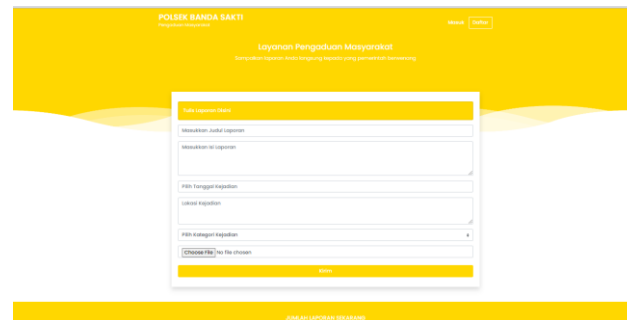 POLSEK BANDA SAKTI
Pengaduan Masyarakat
Masuk
Daftar
Layanan Pengaduan Masyarakat
Sampaikan laporan Anda langsung kepada yang pemerintah berwenang
Tulis Laporan Disini
Masukkan Judul Laporan
Masukkan Isi Laporan
Pilih Tanggal Kejadian
Lokasi Kejadian
Pilih Kategori Kejadian
Choose File No file chosen
Kirim
JUMLAH LAPORAN SEKARANG